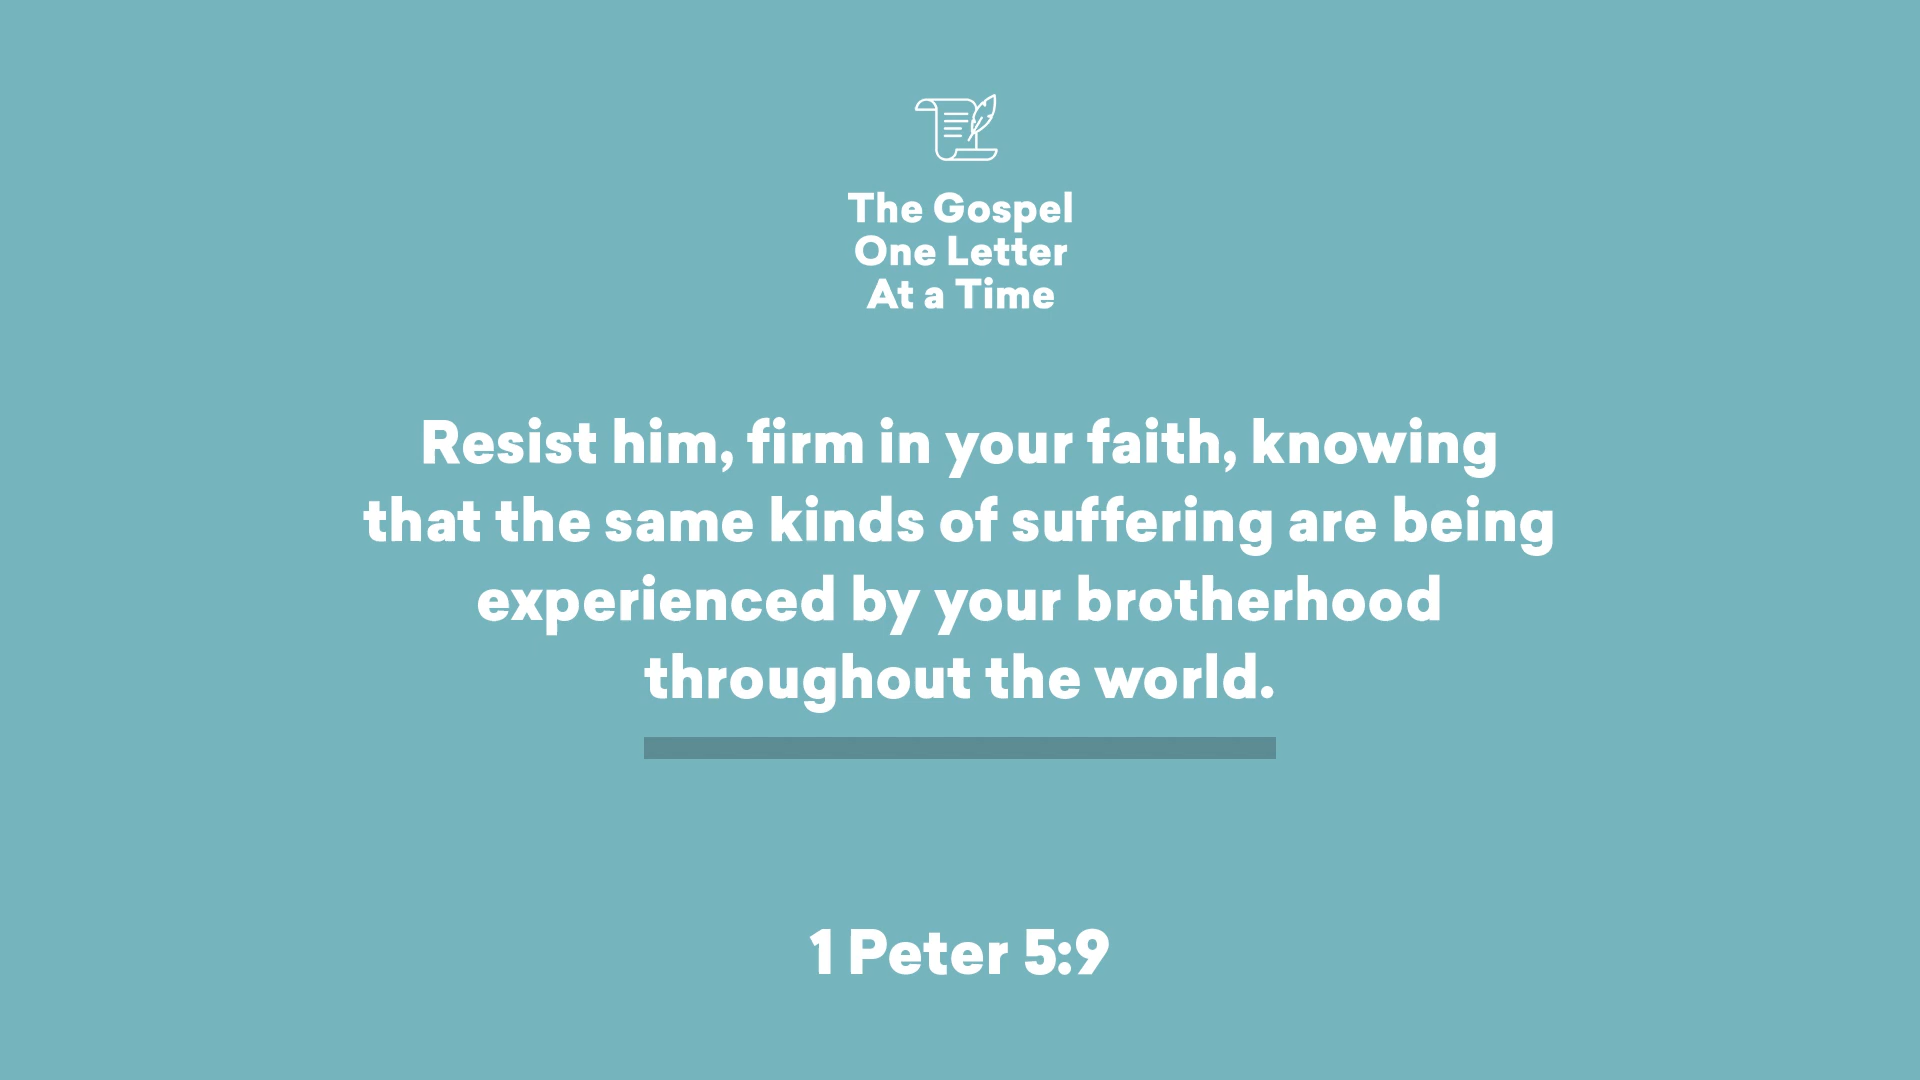 The Gospel
One Letter
At a Time
Resist him, firm in your faith, knowing
that the same kinds of suffering are being
experienced by your brotherhood
throughout the world.
1 Peter 5:9